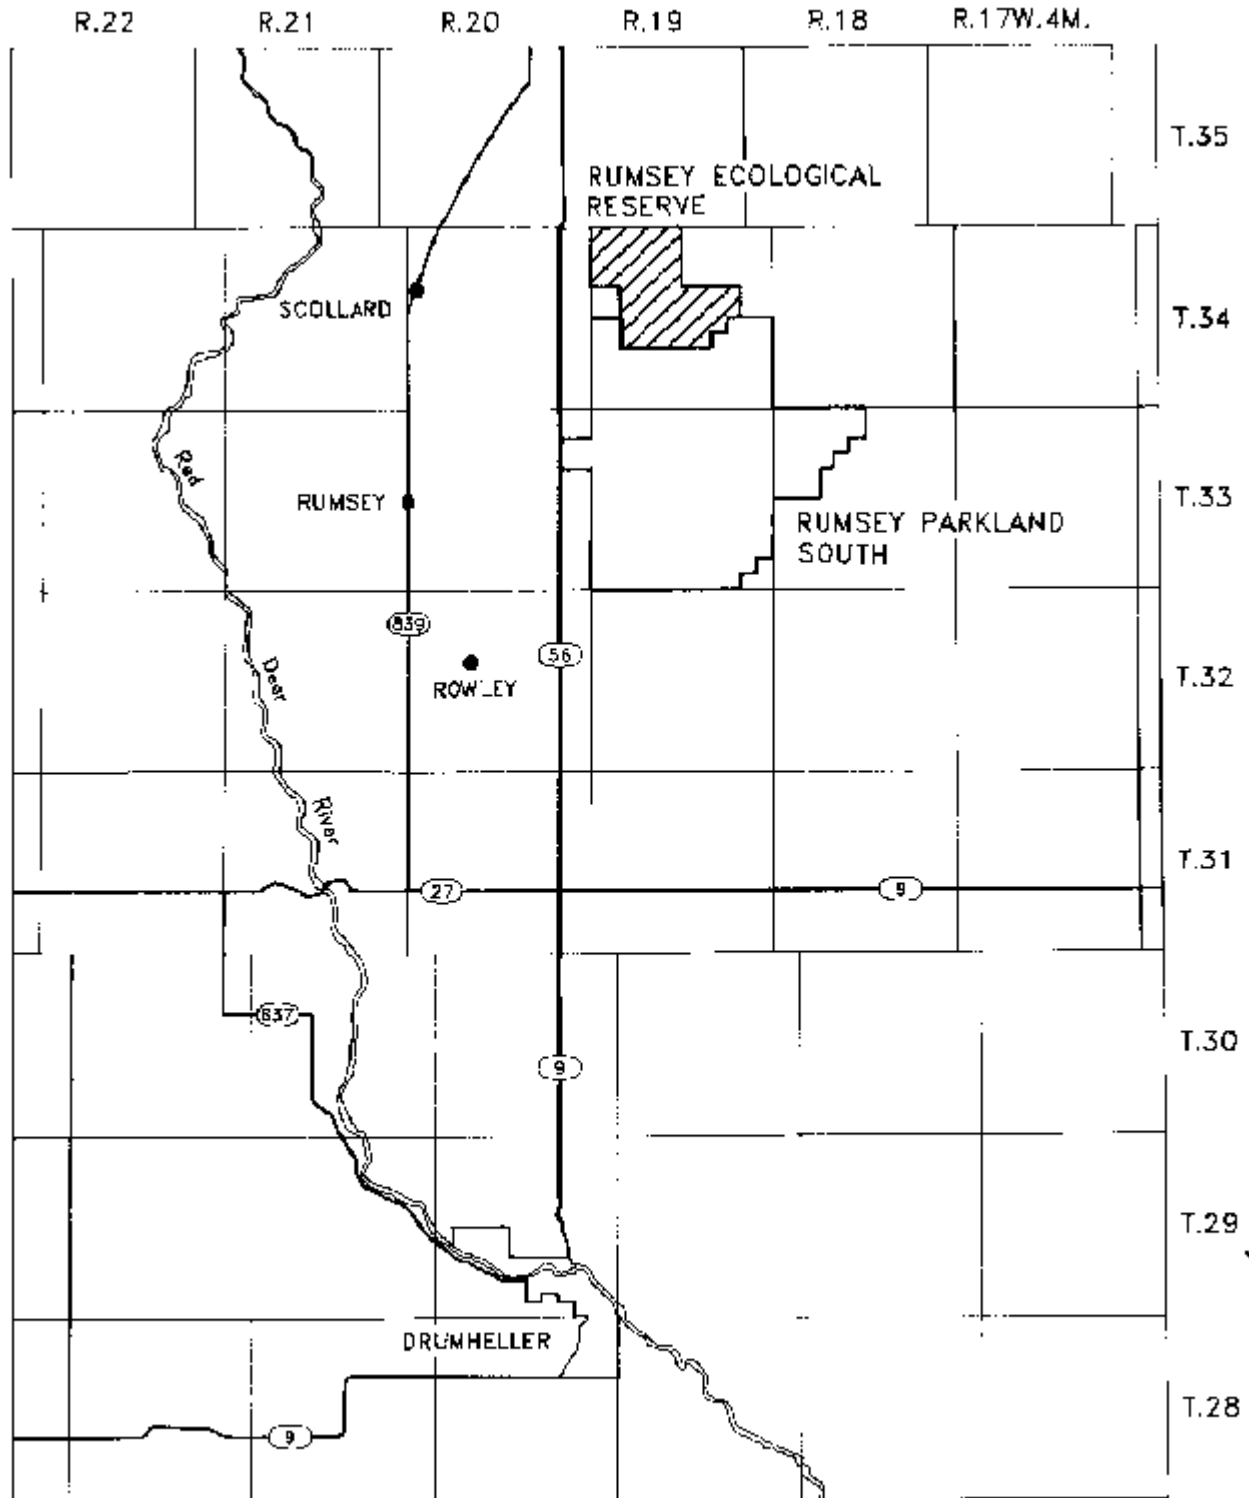 R.22 R.21 R.20 R.19 R.18 R.17W.4M.
T.35
RUMSEY ECOLOGICAL
RESERVE
SCOLLARD
T.34
Red
RUMSEY
T.33
RUMSEY PARKLAND
SOUTH
839
56
Deer
ROWLEY
T.32
River
T.31
27
9
837
T.30
9
T.29
DRUMHELLER
T.28
9